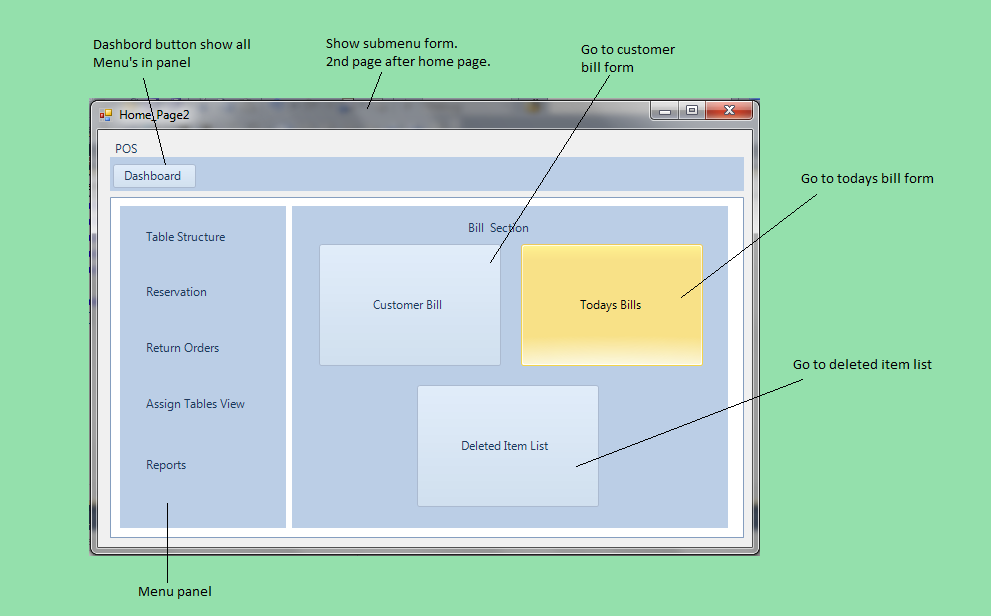 Dashbord button show all
Menu's in panel
Show submenu form.
2nd page after home page.
Go to customer
bill form
Home_Page2
POS
Dashboard
Go to todays bill form
Table Structure
Reservation
Return Orders
Assign Tables View
Reports
Bill Section
Customer Bill
Todays Bills
Deleted Item List
Go to deleted item list
Menu panel